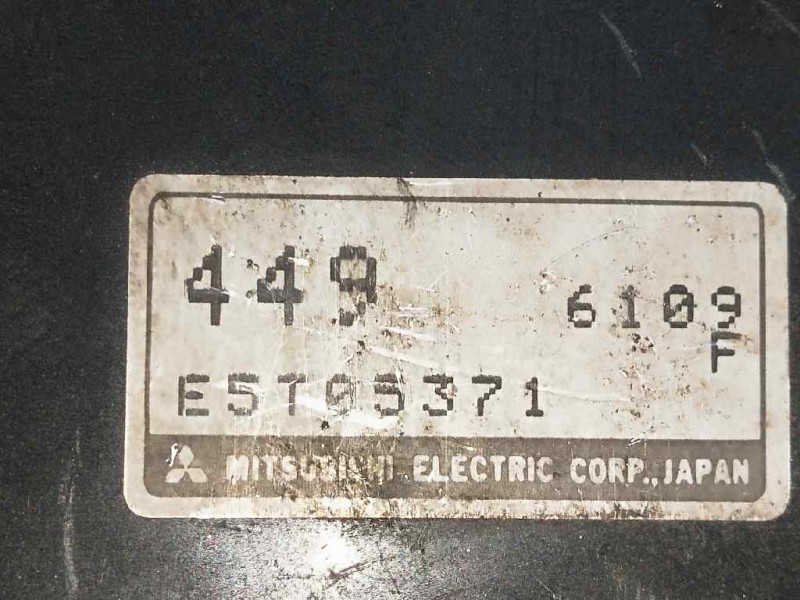 449
6109
F
E5T05371
MITSUBISHI ELECTRIC CORP., JAPAN